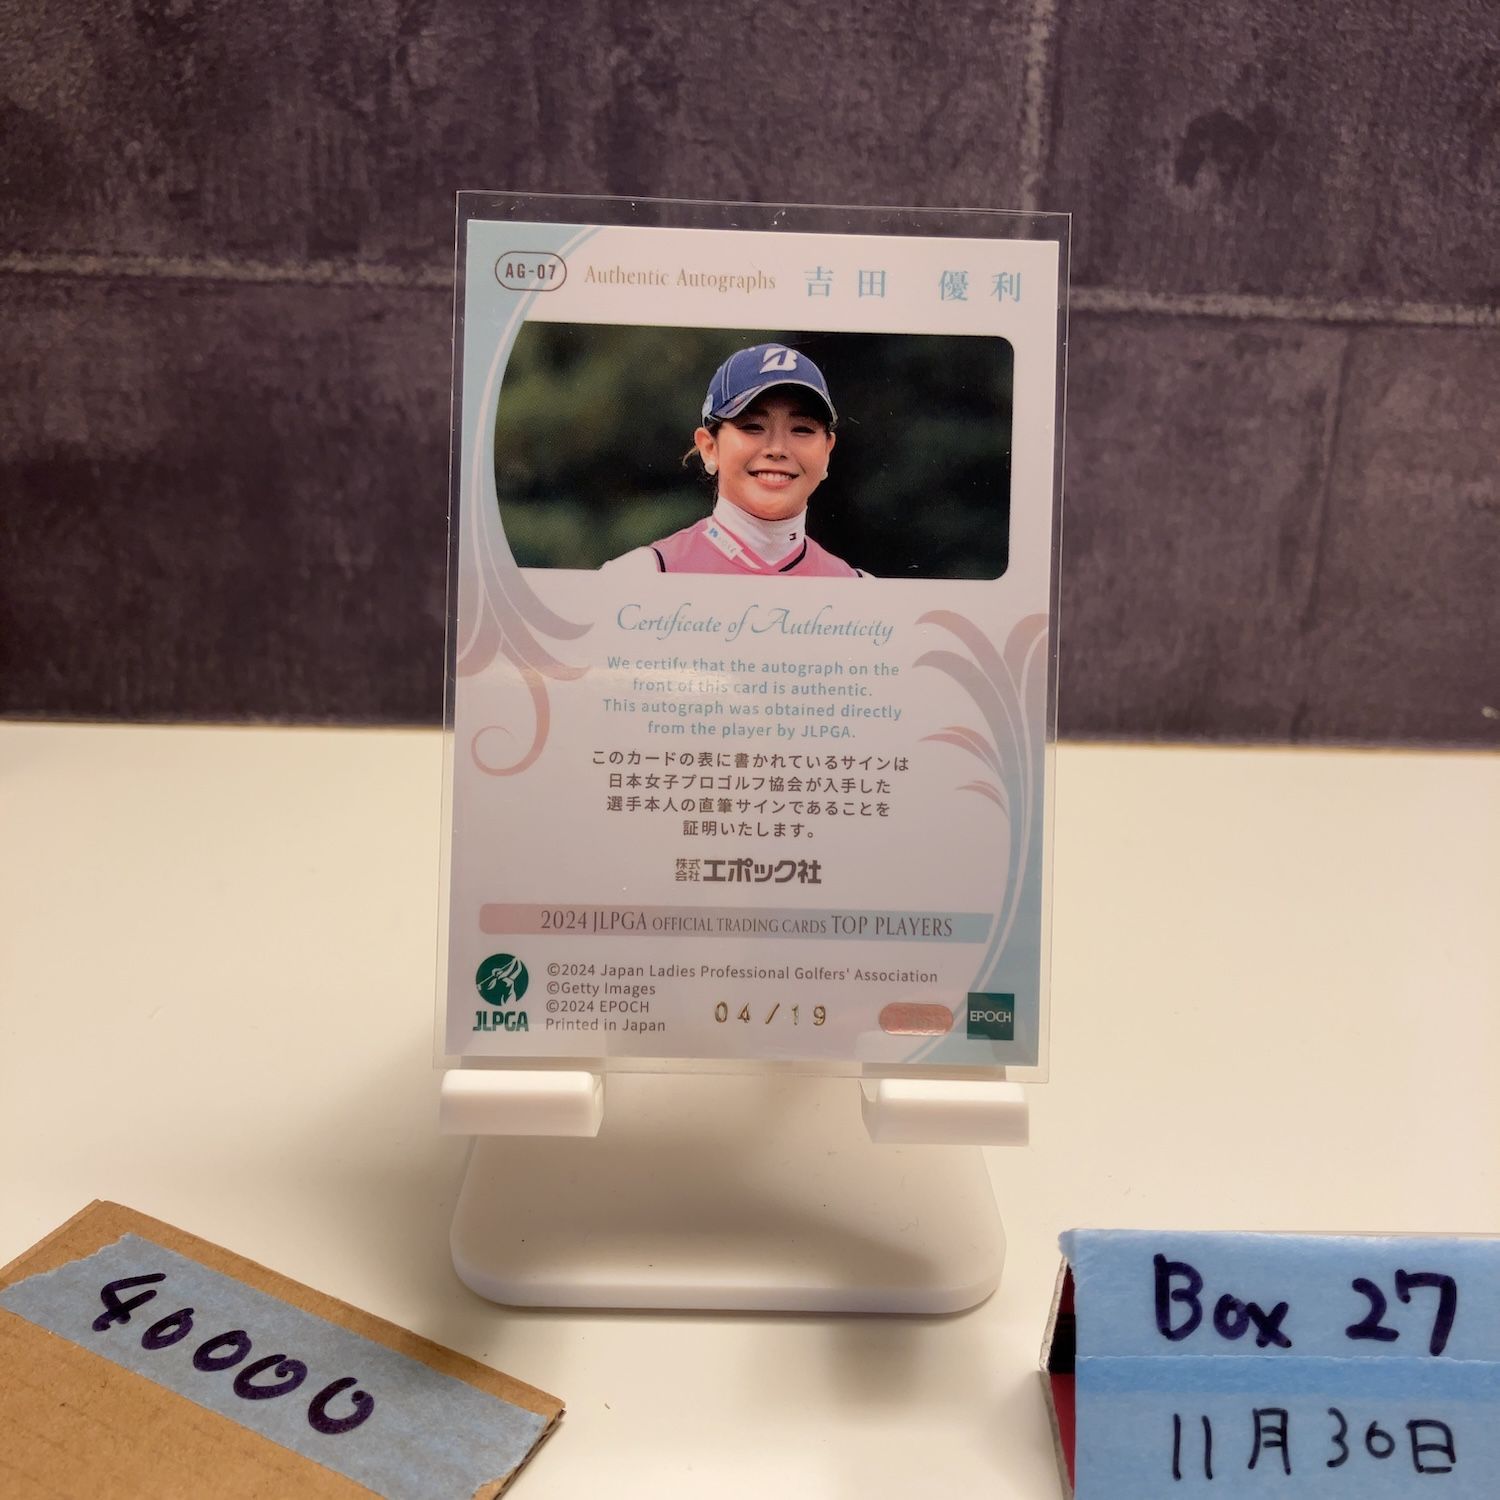 AG-07 Authentic Autographs 吉田 優利
B
Certificate of Authenticity
We certify that the autograph on the
front of this card is authentic.
This autograph was obtained directly
from the player by JLPGA.
このカードの表に書かれているサインは
日本女子プロゴルフ協会が入手した
選手本人の直筆サインであることを
証明いたします。
株式会社エポック社
2024 JLPGA OFFICIAL TRADING CARDS TOP PLAYERS
©2024 Japan Ladies Professional Golfers' Association
©Getty Images
©2024 EPOCH
Printed in Japan
JLPGA
04/19
EPOCH
40000
Box 27
11月30日